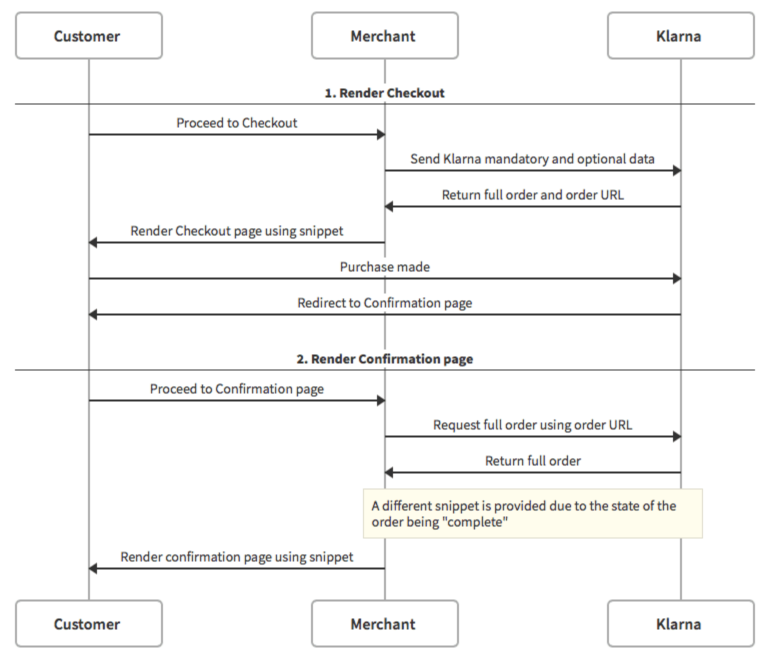 Customer
Merchant
Klarna
1. Render Checkout
Proceed to Checkout
Send Klarna mandatory and optional data
Return full order and order URL
Render Checkout page using snippet
Purchase made
Redirect to Confirmation page
2. Render Confirmation page
Proceed to Confirmation page
Request full order using order URL
Return full order
A different snippet is provided due to the state of the
order being "complete"
Render confirmation page using snippet
Customer
Merchant
Klarna